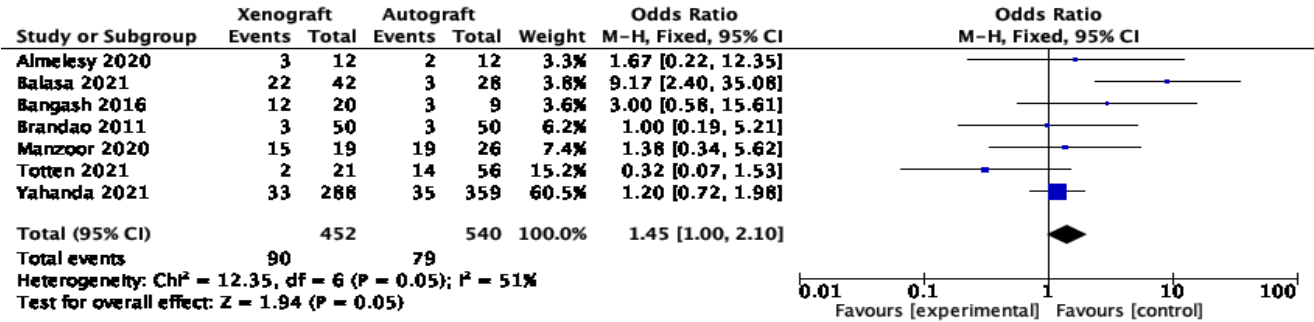 Xenograft Autograft Odds Ratio Odds Ratio
Study or Subgroup Events Total Events Total Weight M-H, Fixed, 95% CI M-H, Fixed, 95% CI
Almelesy 2020 3 12 2 12 3.3% 1.67 [0.22, 12.35]
Balasa 2021 22 42 3 28 3.8% 9.17 [2.40, 35.08]
Bangash 2016 12 20 3 9 3.6% 3.00 [0.58, 15.61]
Brandao 2011 3 50 3 50 6.2% 1.00 [0.19, 5.21]
Manzoor 2020 15 19 19 26 7.4% 1.38 [0.34, 5.62]
Totten 2021 2 21 14 56 15.2% 0.32 [0.07, 1.53]
Yahanda 2021 33 288 35 359 60.5% 1.20 [0.72, 1.98]
Total (95% CI) 452 540 100.0% 1.45 [1.00, 2.10]
Total events 90 79
Heterogeneity: Chi² = 12.35, df = 6 (P = 0.05); I² = 51%
Test for overall effect: Z = 1.94 (P = 0.05)
0.01 0.1 1 10 100
Favours [experimental] Favours [control]